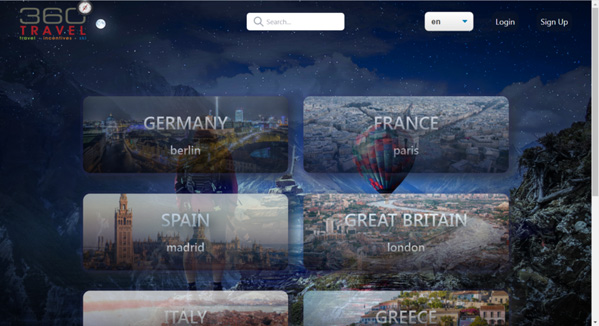 360
TRAVEL
travel
incentives
Search...
en
Login
Sign Up
GERMANY
berlin
FRANCE
paris
SPAIN
madrid
GREAT BRITAIN
london
ITALY
GREECE